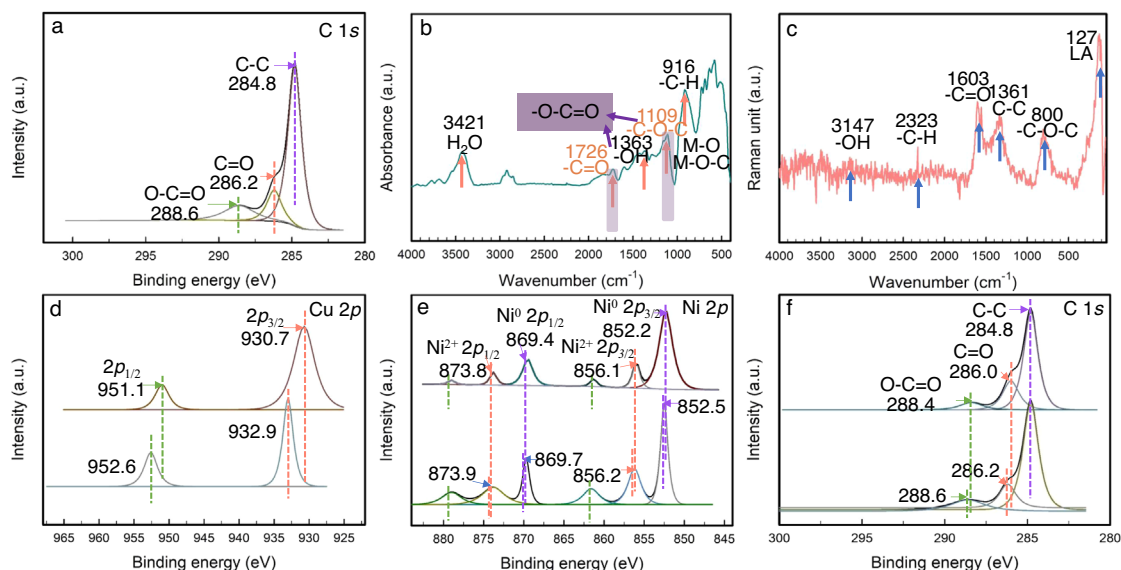 a
C 1s
C-C
284.8
C=O
286.2
O-C=O
288.6
Intensity (a.u.)
300 295 290 285 280
Binding energy (eV)
b
916
-C-H
-O-C=O
3421
H₂O
1109
-C-O-C
1726
-C=O
1363
-OH
M-O
M-O-C
Absorbance (a.u.)
4000 3500 3000 2500 2000 1500 1000 500
Wavenumber (cm⁻¹)
c
127
LA
1603
-C=O
1361
C-C
800
-C-O-C
3147
-OH
2323
-C-H
Raman unit (a.u.)
4000 3500 3000 2500 2000 1500 1000 500
Wavenumber (cm⁻¹)
d
Cu 2p
2p3/2
930.7
2p1/2
951.1
932.9
952.6
Intensity (a.u.)
965 960 955 950 945 940 935 930 925
Binding energy (eV)
e
Ni 2p
Ni⁰ 2p3/2
852.2
Ni⁰ 2p1/2
869.4
Ni²⁺ 2p1/2
873.8
Ni²⁺ 2p3/2
856.1
852.5
873.9
869.7
856.2
Intensity (a.u.)
880 875 870 865 860 855 850 845
Binding energy (eV)
f
C 1s
C-C
284.8
C=O
286.0
O-C=O
288.4
286.2
288.6
Intensity (a.u.)
300 295 290 285 280
Binding energy (eV)